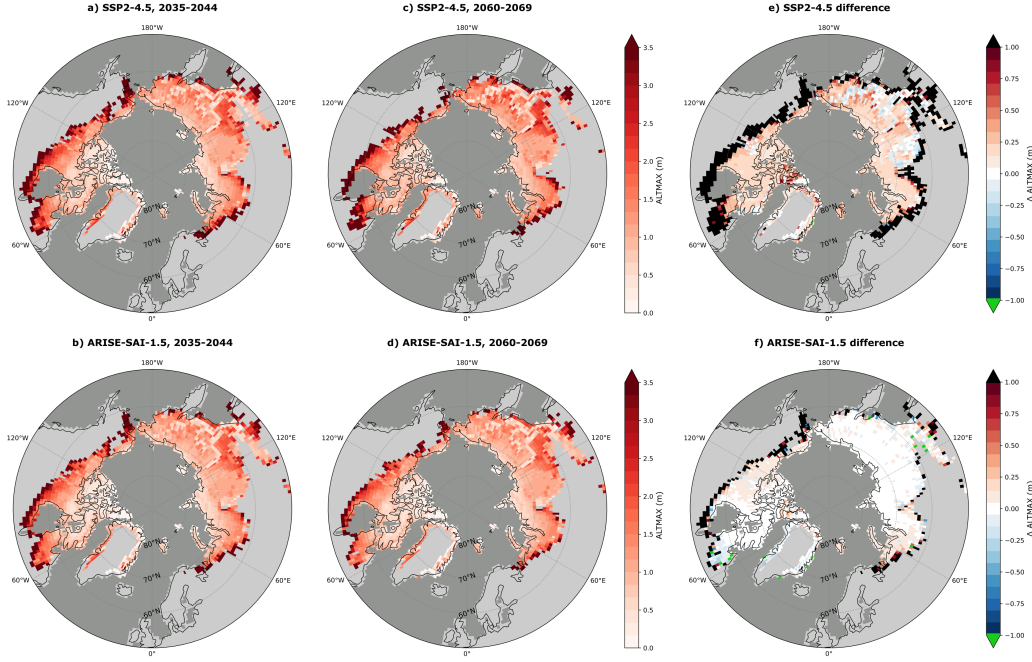 a) SSP2-4.5, 2035-2044
c) SSP2-4.5, 2060-2069
e) SSP2-4.5 difference
180°W
180°W
180°W
120°W
120°E
120°W
120°E
120°W
120°E
60°W
60°E
60°W
60°E
60°W
60°E
0°
0°
0°
80°N
70°N
60°N
80°N
70°N
60°N
80°N
70°N
60°N
3.5
3.0
2.5
2.0
1.5
1.0
0.5
0.0
ALTMAX (m)
1.00
0.75
0.50
0.25
0.00
−0.25
−0.50
−0.75
−1.00
Δ ALTMAX (m)
b) ARISE-SAI-1.5, 2035-2044
d) ARISE-SAI-1.5, 2060-2069
f) ARISE-SAI-1.5 difference
180°W
180°W
180°W
120°W
120°E
120°W
120°E
120°W
120°E
60°W
60°E
60°W
60°E
60°W
60°E
0°
0°
0°
80°N
70°N
60°N
80°N
70°N
60°N
80°N
70°N
60°N
3.5
3.0
2.5
2.0
1.5
1.0
0.5
0.0
ALTMAX (m)
1.00
0.75
0.50
0.25
0.00
−0.25
−0.50
−0.75
−1.00
Δ ALTMAX (m)